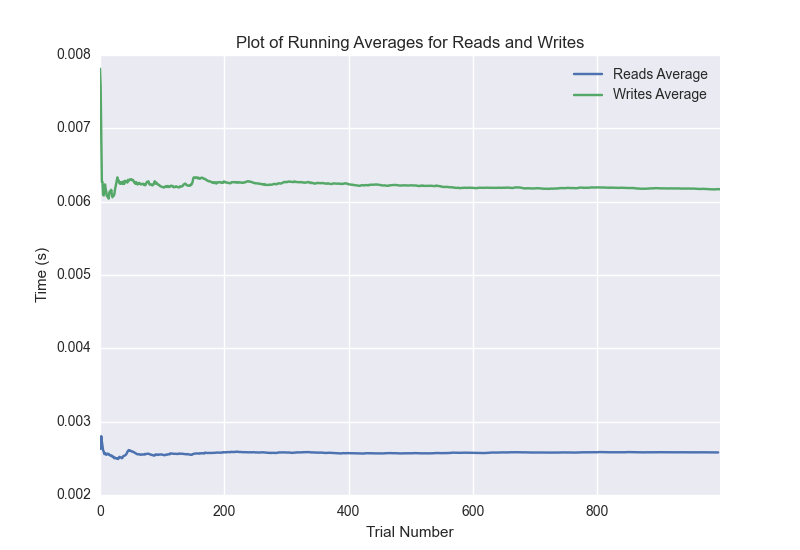 Plot of Running Averages for Reads and Writes
0.008
0.007
0.006
0.005
0.004
0.003
0.002
Time (s)
Reads Average
Writes Average
0 200 400 600 800
Trial Number